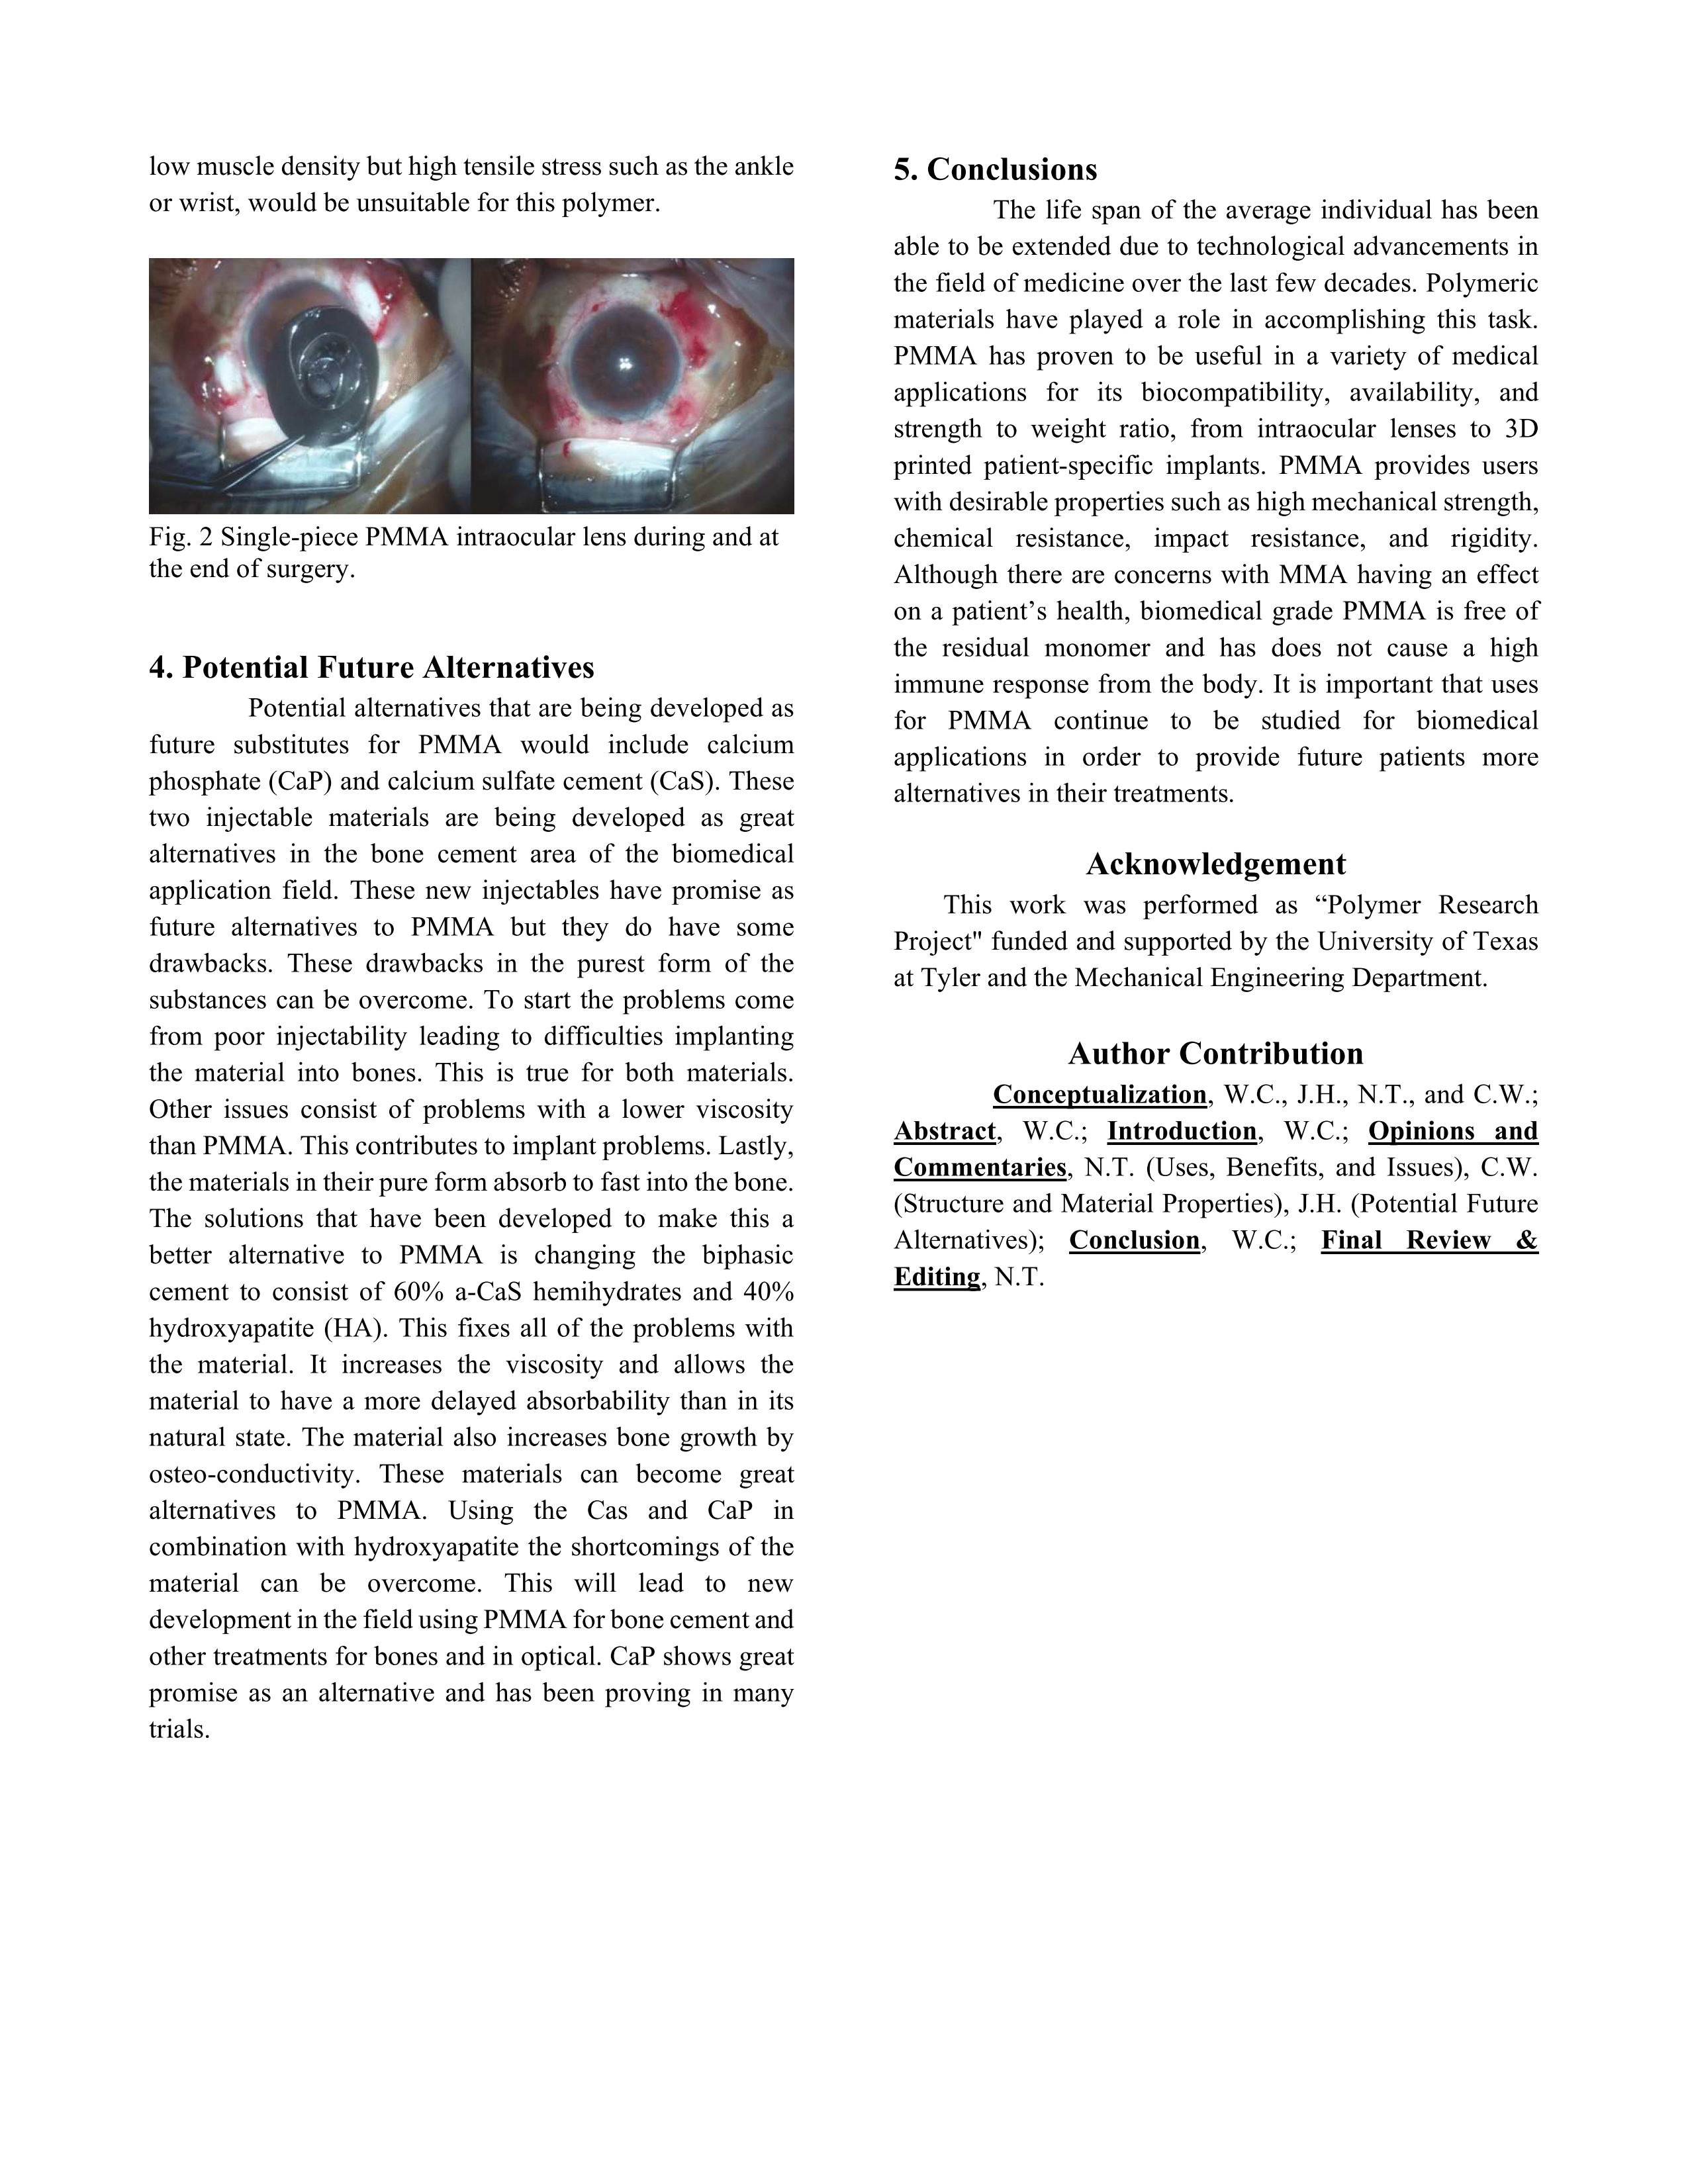 low muscle density but high tensile stress such as the ankle
or wrist, would be unsuitable for this polymer.
Fig. 2 Single-piece PMMA intraocular lens during and at
the end of surgery.
4. Potential Future Alternatives
Potential alternatives that are being developed as
future substitutes for PMMA would include calcium
phosphate (CaP) and calcium sulfate cement (CaS). These
two injectable materials are being developed as great
alternatives in the bone cement area of the biomedical
application field. These new injectables have promise as
future alternatives to PMMA but they do have some
drawbacks. These drawbacks in the purest form of the
substances can be overcome. To start the problems come
from poor injectability leading to difficulties implanting
the material into bones. This is true for both materials.
Other issues consist of problems with a lower viscosity
than PMMA. This contributes to implant problems. Lastly,
the materials in their pure form absorb to fast into the bone.
The solutions that have been developed to make this a
better alternative to PMMA is changing the biphasic
cement to consist of 60% a-CaS hemihydrates and 40%
hydroxyapatite (HA). This fixes all of the problems with
the material. It increases the viscosity and allows the
material to have a more delayed absorbability than in its
natural state. The material also increases bone growth by
osteo-conductivity. These materials can become great
alternatives to PMMA. Using the Cas and CaP in
combination with hydroxyapatite the shortcomings of the
material can be overcome. This will lead to new
development in the field using PMMA for bone cement and
other treatments for bones and in optical. CaP shows great
promise as an alternative and has been proving in many
trials.
5. Conclusions
The life span of the average individual has been
able to be extended due to technological advancements in
the field of medicine over the last few decades. Polymeric
materials have played a role in accomplishing this task.
PMMA has proven to be useful in a variety of medical
applications for its biocompatibility, availability, and
strength to weight ratio, from intraocular lenses to 3D
printed patient-specific implants. PMMA provides users
with desirable properties such as high mechanical strength,
chemical resistance, impact resistance, and rigidity.
Although there are concerns with MMA having an effect
on a patient’s health, biomedical grade PMMA is free of
the residual monomer and has does not cause a high
immune response from the body. It is important that uses
for PMMA continue to be studied for biomedical
applications in order to provide future patients more
alternatives in their treatments.
Acknowledgement
This work was performed as “Polymer Research
Project" funded and supported by the University of Texas
at Tyler and the Mechanical Engineering Department.
Author Contribution
Conceptualization, W.C., J.H., N.T., and C.W.;
Abstract, W.C.; Introduction, W.C.; Opinions and
Commentaries, N.T. (Uses, Benefits, and Issues), C.W.
(Structure and Material Properties), J.H. (Potential Future
Alternatives); Conclusion, W.C.; Final Review &
Editing, N.T.